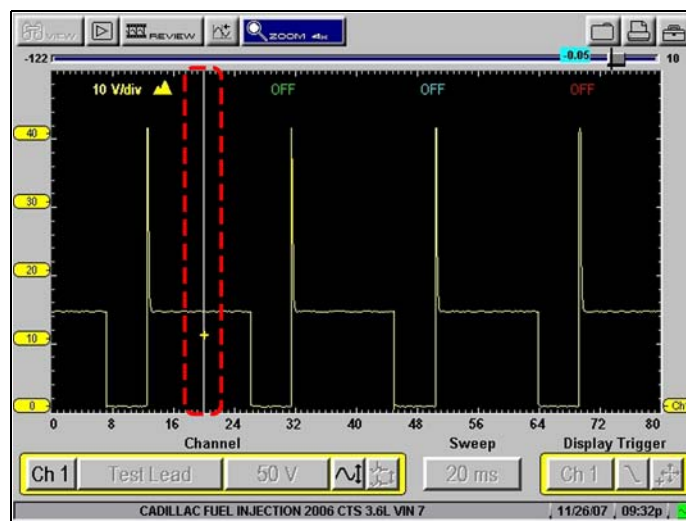 VIEW REVIEW ZOOM 4x
-122 -0.05 10
10 V/div OFF OFF OFF
40
30
20
10
0 Ch
0 8 16 24 32 40 48 56 64 72 80
Channel Sweep Display Trigger
Ch 1 Test Lead 50 V 20 ms Ch 1
CADILLAC FUEL INJECTION 2006 CTS 3.6L VIN 7 11/26/07 09:32p